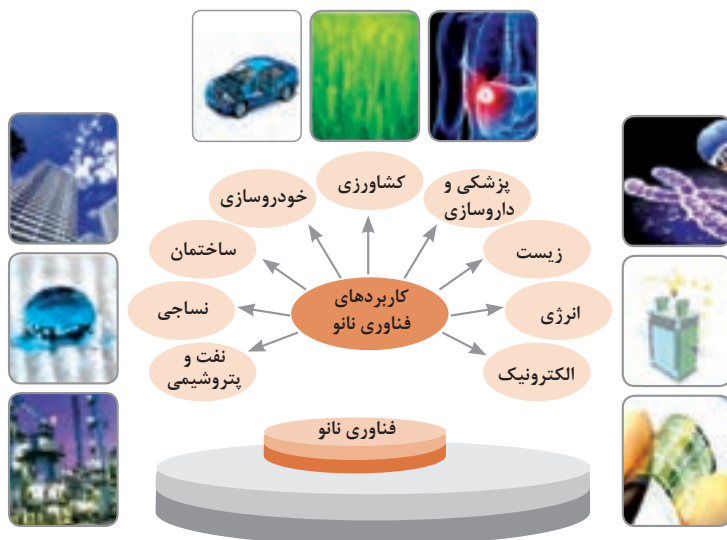 کشاورزی
پزشکی و
داروسازی
خودروسازی
زیست
ساختمان
کاربردهای
فناوری نانو
انرژی
نساجی
نفت و
پتروشیمی
الکترونیک
فناوری نانو